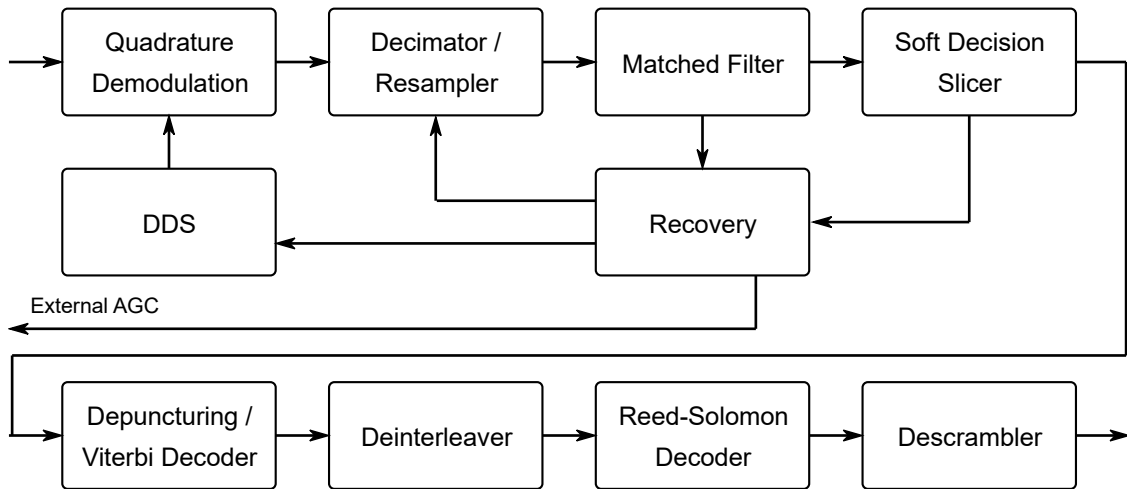 Quadrature
Demodulation
Decimator /
Resampler
Matched Filter
Soft Decision
Slicer
DDS
Recovery
External AGC
Depuncturing /
Viterbi Decoder
Deinterleaver
Reed-Solomon
Decoder
Descrambler